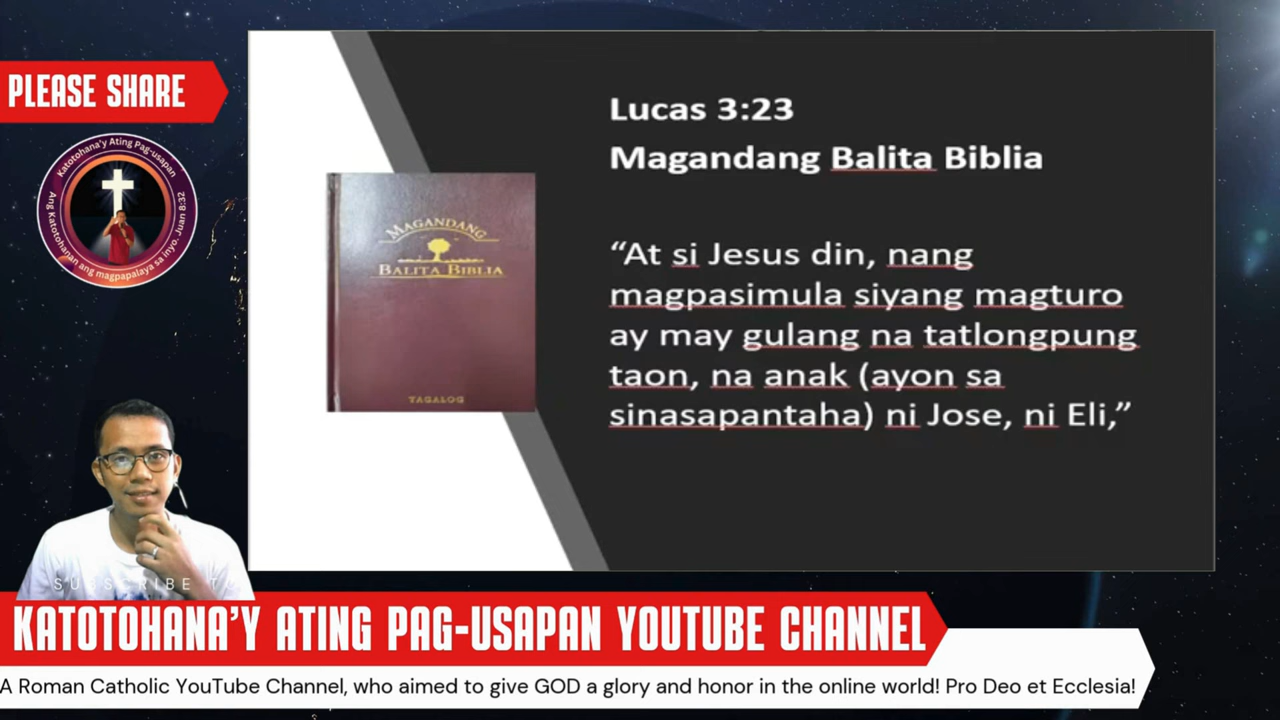 PLEASE SHARE
Katotohana'y Ating Pag-usapan
Ang Katotohanan ang magpapalaya sa inyo. Juan 8:32
Lucas 3:23
Magandang Balita Biblia
MAGANDANG
BALITA BIBLIA
TAGALOG
“At si Jesus din, nang
magpasimula siyang magturo
ay may gulang na tatlongpung
taon, na anak (ayon sa
sinasapantaha) ni Jose, ni Eli,”
SUBSCRIBE
KATOTOHANA'Y ATING PAG-USAPAN YOUTUBE CHANNEL
A Roman Catholic YouTube Channel, who aimed to give GOD a glory and honor in the online world! Pro Deo et Ecclesia!